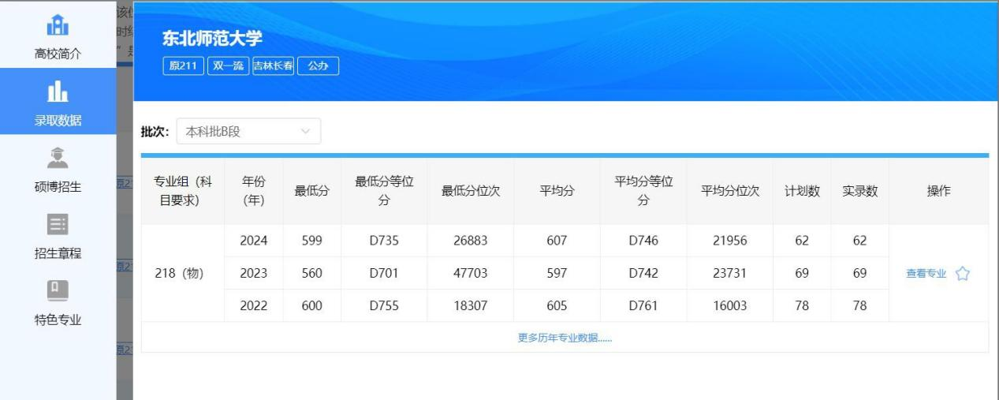 高校简介
录取数据
硕博招生
招生章程
特色专业
东北师范大学
原211 双一流 吉林长春 公办
批次： 本科批B段
专业组（科目要求） 年份（年） 最低分 最低分等位分 最低分位次 平均分 平均分等位分 平均分位次 计划数 实录数 操作
218（物）
2024 599 D735 26883 607 D746 21956 62 62
2023 560 D701 47703 597 D742 23731 69 69 查看专业
2022 600 D755 18307 605 D761 16003 78 78
更多历年专业数据......